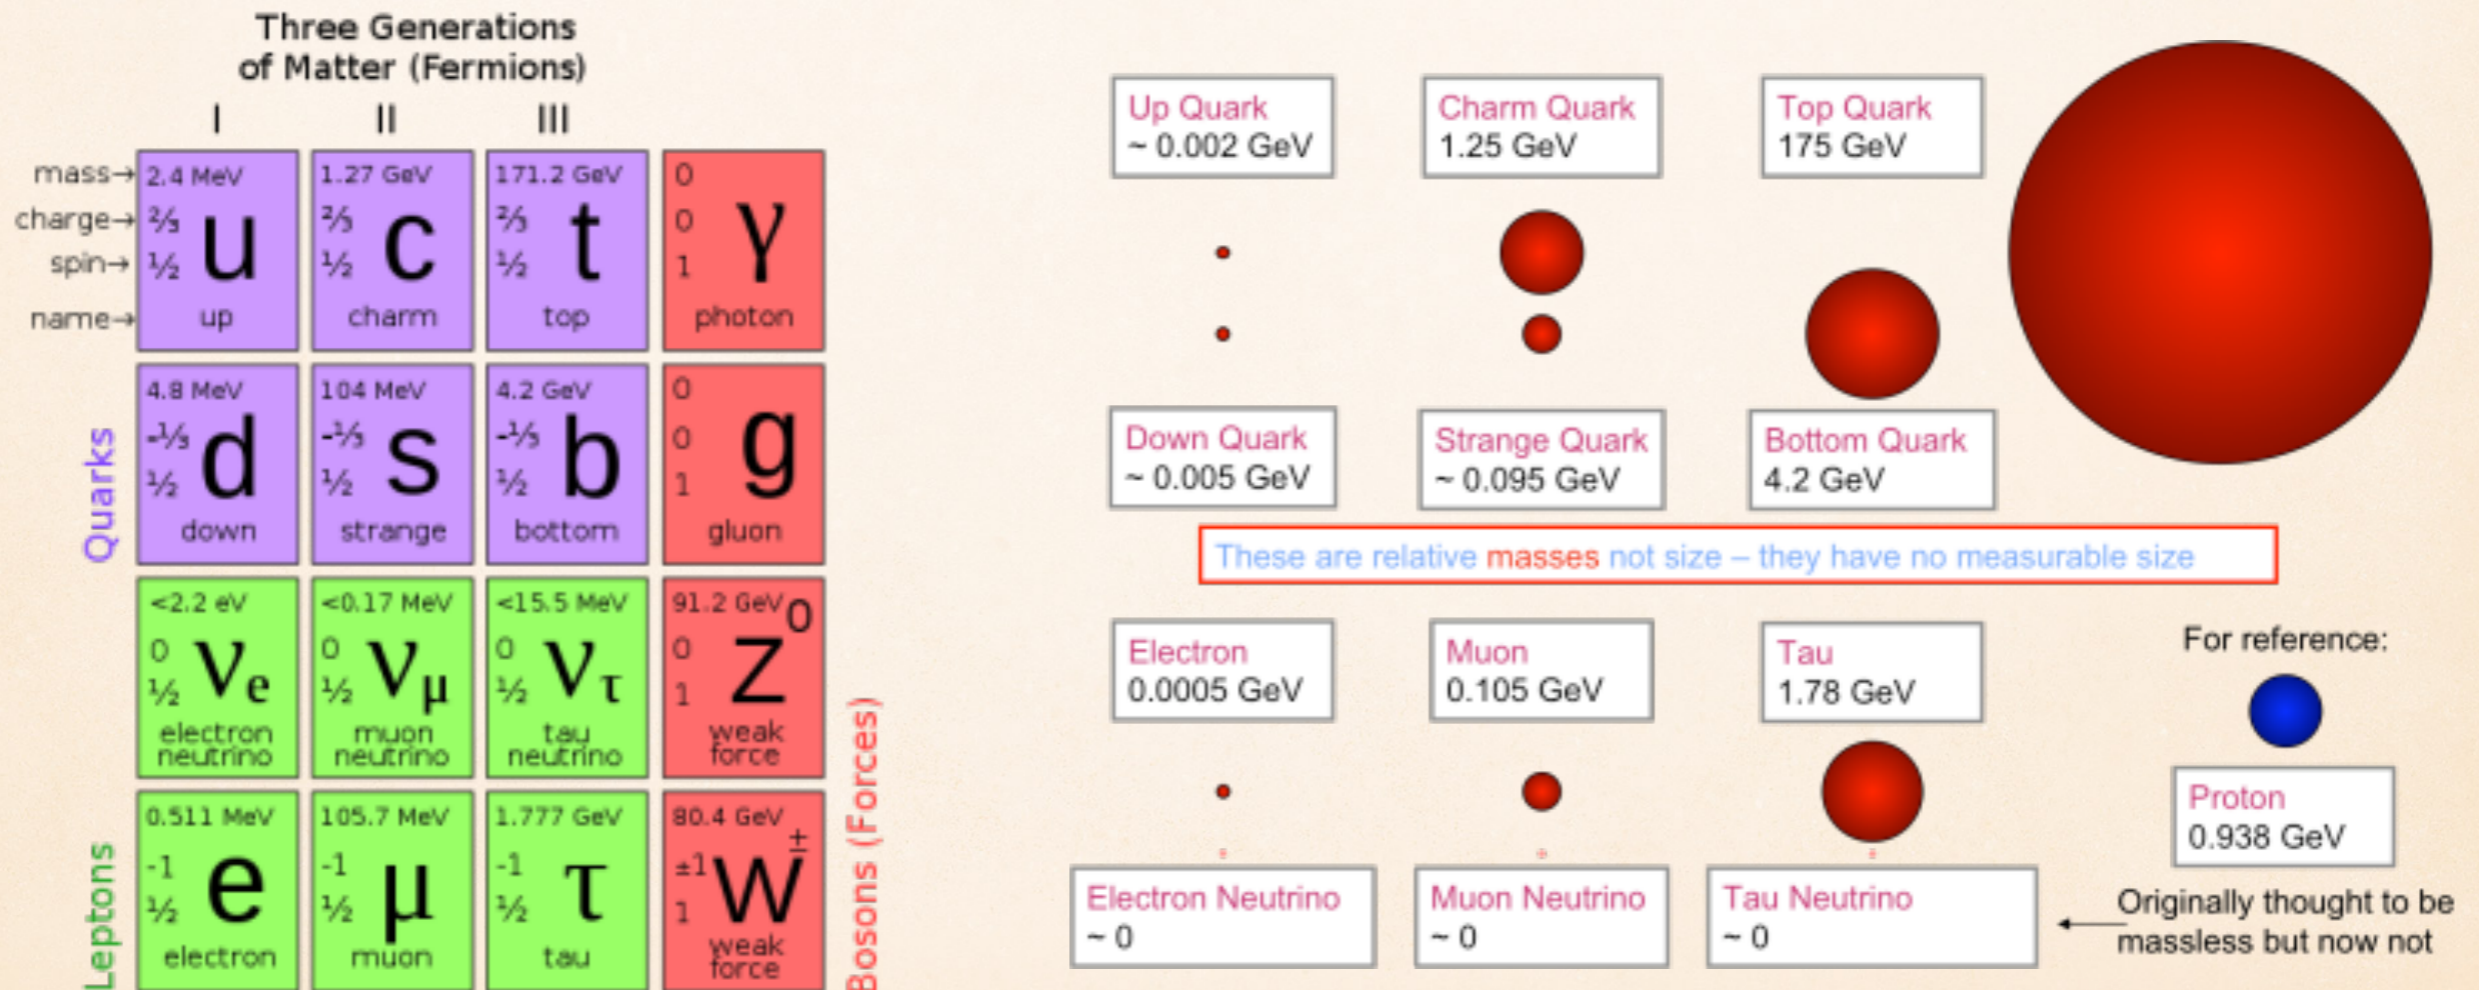 Three Generations
of Matter (Fermions)
I II III
mass→
charge→
spin→
name→
2.4 MeV
⅔
½
u
up
1.27 GeV
⅔
½
c
charm
171.2 GeV
⅔
½
t
top
0
0
1
γ
photon
Quarks
4.8 MeV
-⅓
½
d
down
104 MeV
-⅓
½
s
strange
4.2 GeV
-⅓
½
b
bottom
0
0
1
g
gluon
<2.2 eV
0
½
νe
electron
neutrino
<0.17 MeV
0
½
νμ
muon
neutrino
<15.5 MeV
0
½
ντ
tau
neutrino
91.2 GeV
0
1
Z0
weak
force
Leptons
0.511 MeV
-1
½
e
electron
105.7 MeV
-1
½
μ
muon
1.777 GeV
-1
½
τ
tau
80.4 GeV
±1
1
W±
weak
force
Bosons (Forces)
Up Quark
~ 0.002 GeV
Charm Quark
1.25 GeV
Top Quark
175 GeV
Down Quark
~ 0.005 GeV
Strange Quark
~ 0.095 GeV
Bottom Quark
4.2 GeV
These are relative masses not size – they have no measurable size
Electron
0.0005 GeV
Muon
0.105 GeV
Tau
1.78 GeV
For reference:
Proton
0.938 GeV
Electron Neutrino
~ 0
Muon Neutrino
~ 0
Tau Neutrino
~ 0
Originally thought to be
massless but now not